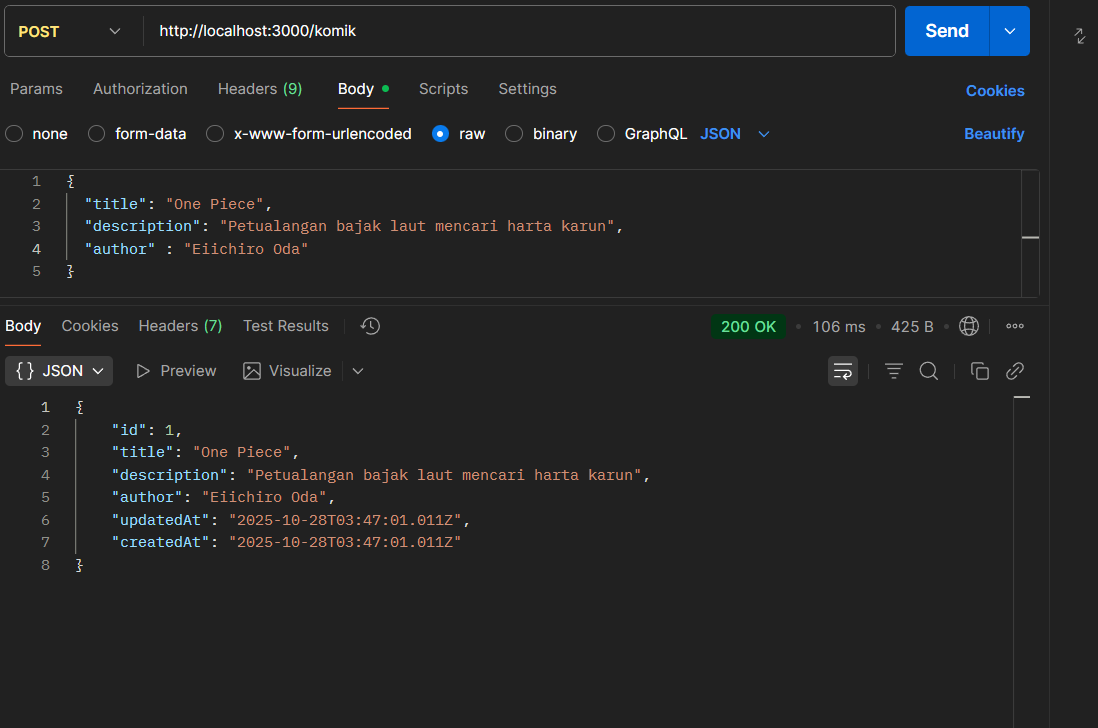 POST http://localhost:3000/komik Send
Params Authorization Headers (9) Body Scripts Settings Cookies
none form-data x-www-form-urlencoded raw binary GraphQL JSON Beautify
1 {
2 "title": "One Piece",
3 "description": "Petualangan bajak laut mencari harta karun",
4 "author" : "Eiichiro Oda"
5 }
Body Cookies Headers (7) Test Results 200 OK • 106 ms • 425 B •
{} JSON Preview Visualize
1 {
2 "id": 1,
3 "title": "One Piece",
4 "description": "Petualangan bajak laut mencari harta karun",
5 "author": "Eiichiro Oda",
6 "updatedAt": "2025-10-28T03:47:01.011Z",
7 "createdAt": "2025-10-28T03:47:01.011Z"
8 }